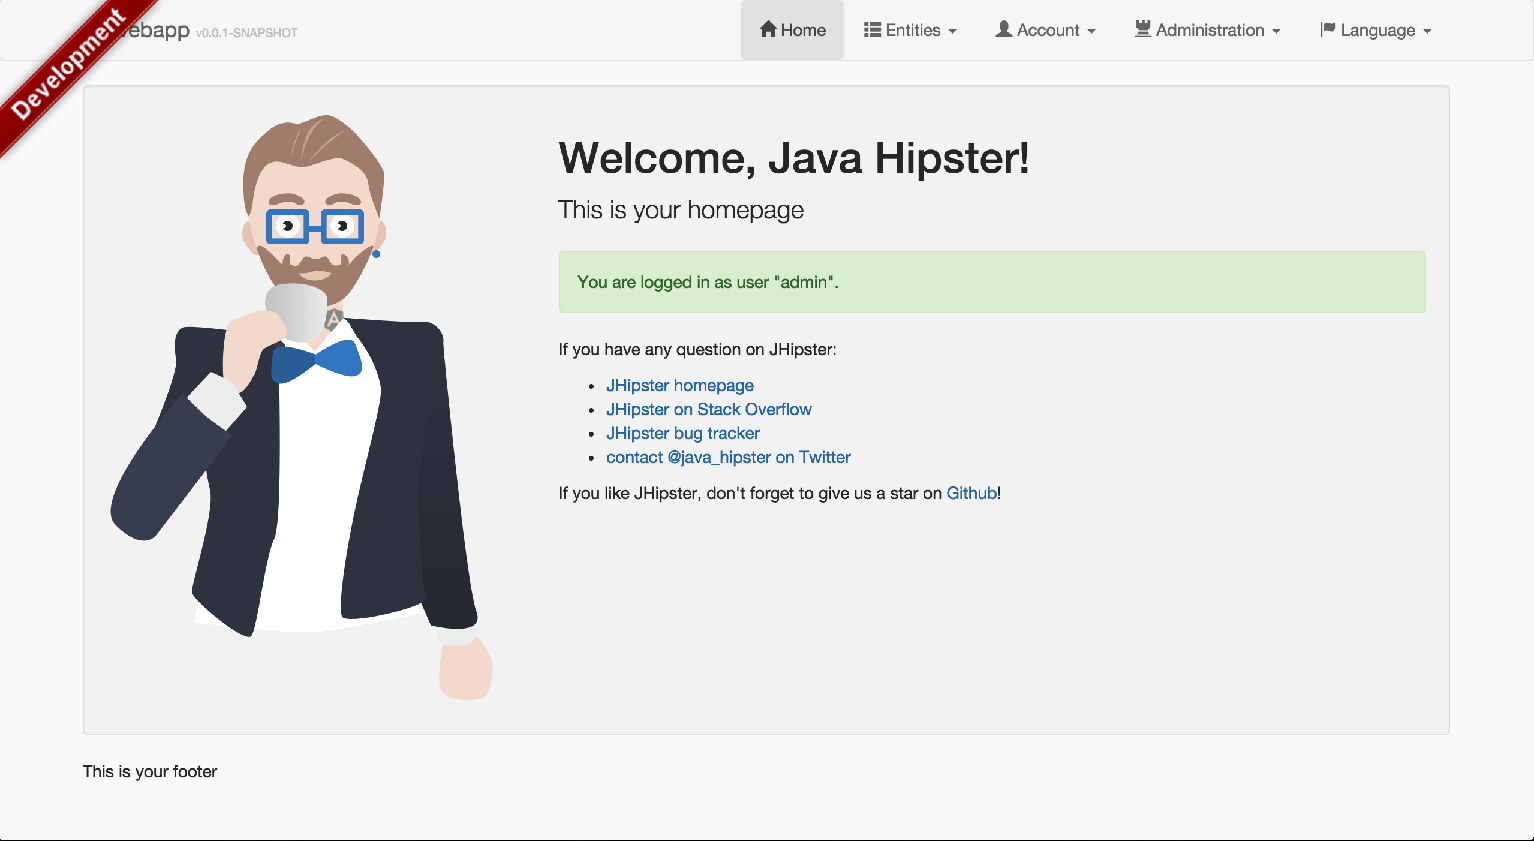 Development
ebapp v0.0.1-SNAPSHOT
Home Entities Account Administration Language
Welcome, Java Hipster!
This is your homepage
You are logged in as user "admin".
If you have any question on JHipster:
JHipster homepage
JHipster on Stack Overflow
JHipster bug tracker
contact @java_hipster on Twitter
If you like JHipster, don't forget to give us a star on Github!
A
This is your footer